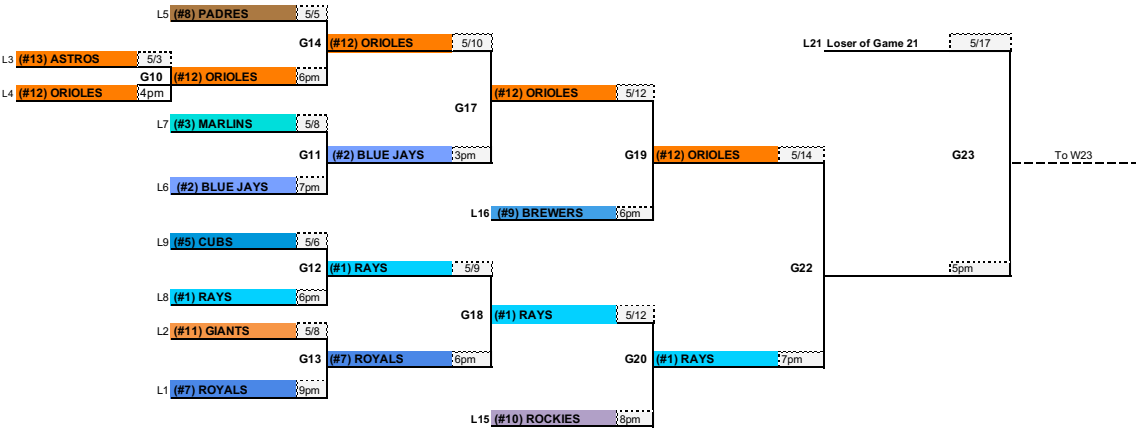 L5 (#8) PADRES 5/5
G14 (#12) ORIOLES 5/10
L21 Loser of Game 21 5/17
L3 (#13) ASTROS 5/3
G10 (#12) ORIOLES 6pm
L4 (#12) ORIOLES 4pm
(#12) ORIOLES 5/12
G17
L7 (#3) MARLINS 5/8
G11 (#2) BLUE JAYS 3pm
G19 (#12) ORIOLES 5/14
G23
To W23
L6 (#2) BLUE JAYS 7pm
L16 (#9) BREWERS 6pm
L9 (#5) CUBS 5/6
G12 (#1) RAYS 5/9
G22
5pm
L8 (#1) RAYS 6pm
G18 (#1) RAYS 5/12
L2 (#11) GIANTS 5/8
G13 (#7) ROYALS 6pm
G20 (#1) RAYS 7pm
L1 (#7) ROYALS 9pm
L15 (#10) ROCKIES 8pm